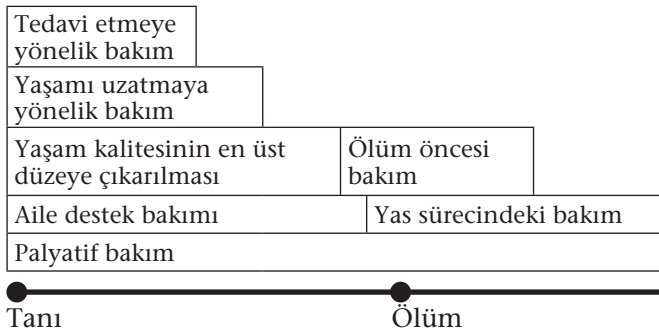 Tedavi etmeye
yönelik bakım
Yaşamı uzatmaya
yönelik bakım
Yaşam kalitesinin en üst
düzeye çıkarılması
Ölüm öncesi
bakım
Aile destek bakımı
Yas sürecindeki bakım
Palyatif bakım
Tanı
Ölüm